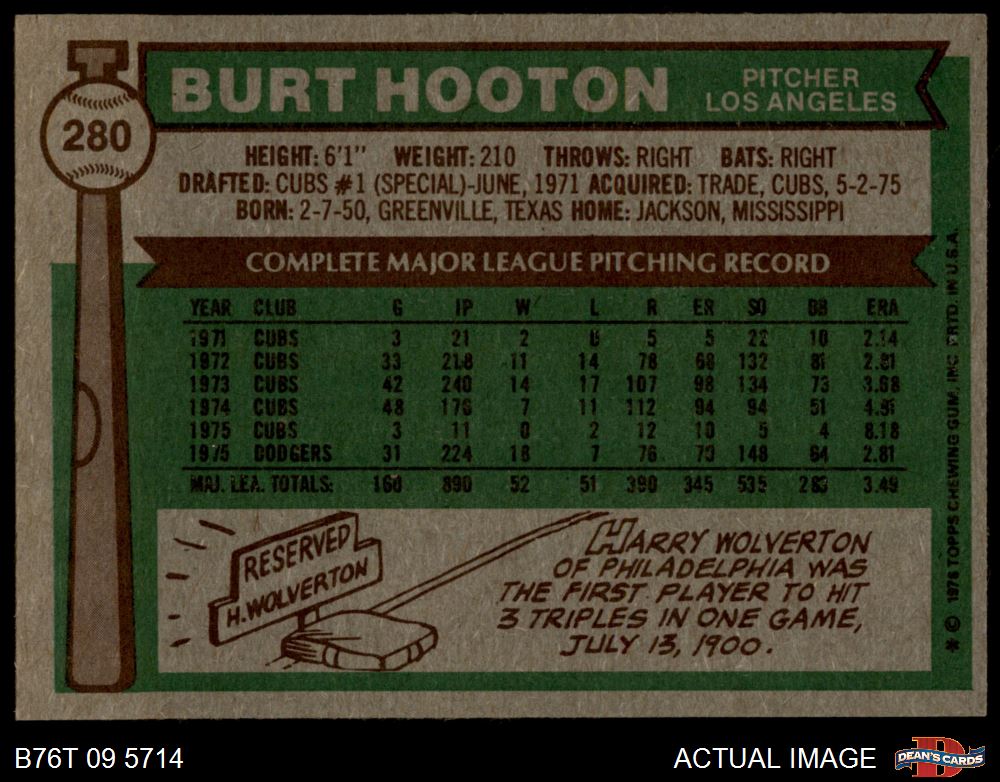 BURT HOOTON
PITCHER
LOS ANGELES
280
HEIGHT: 6'1" WEIGHT: 210 THROWS: RIGHT BATS: RIGHT
DRAFTED: CUBS #1 (SPECIAL)-JUNE, 1971 ACQUIRED: TRADE, CUBS, 5-2-75
BORN: 2-7-50, GREENVILLE, TEXAS HOME: JACKSON, MISSISSIPPI
COMPLETE MAJOR LEAGUE PITCHING RECORD
YEAR CLUB G IP W L R ER SO BB ERA
1971 CUBS 3 21 2 0 5 5 22 10 2.14
1972 CUBS 33 218 11 14 78 68 132 81 2.81
1973 CUBS 42 240 14 17 107 98 134 73 3.68
1974 CUBS 48 176 7 11 112 94 94 51 4.81
1975 CUBS 3 11 0 2 12 10 5 4 8.18
1975 DODGERS 31 224 18 7 76 70 148 64 2.81
MAJ. LEA. TOTALS: 160 890 52 51 390 345 535 283 3.49
RESERVED
H. WOLVERTON
HARRY WOLVERTON
OF PHILADELPHIA WAS
THE FIRST PLAYER TO HIT
3 TRIPLES IN ONE GAME,
JULY 13, 1900.
* © 1976 TOPPS CHEWING GUM, INC. PRTD. IN U.S.A.
B76T 09 5714
ACTUAL IMAGE
D
DEAN'S CARDS